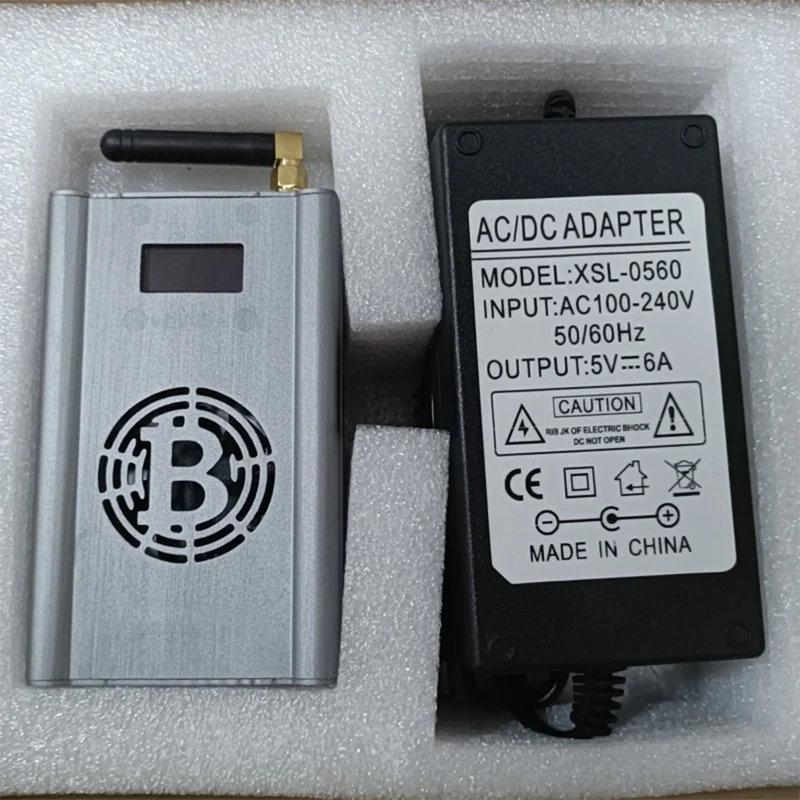 AC/DC ADAPTER
MODEL:XSL-0560
INPUT:AC100-240V
50/60Hz
OUTPUT:5V⎓6A
CAUTION
RIB JK OF ELECTRIC BHOCK
DC NOT OPEN
CE
MADE IN CHINA